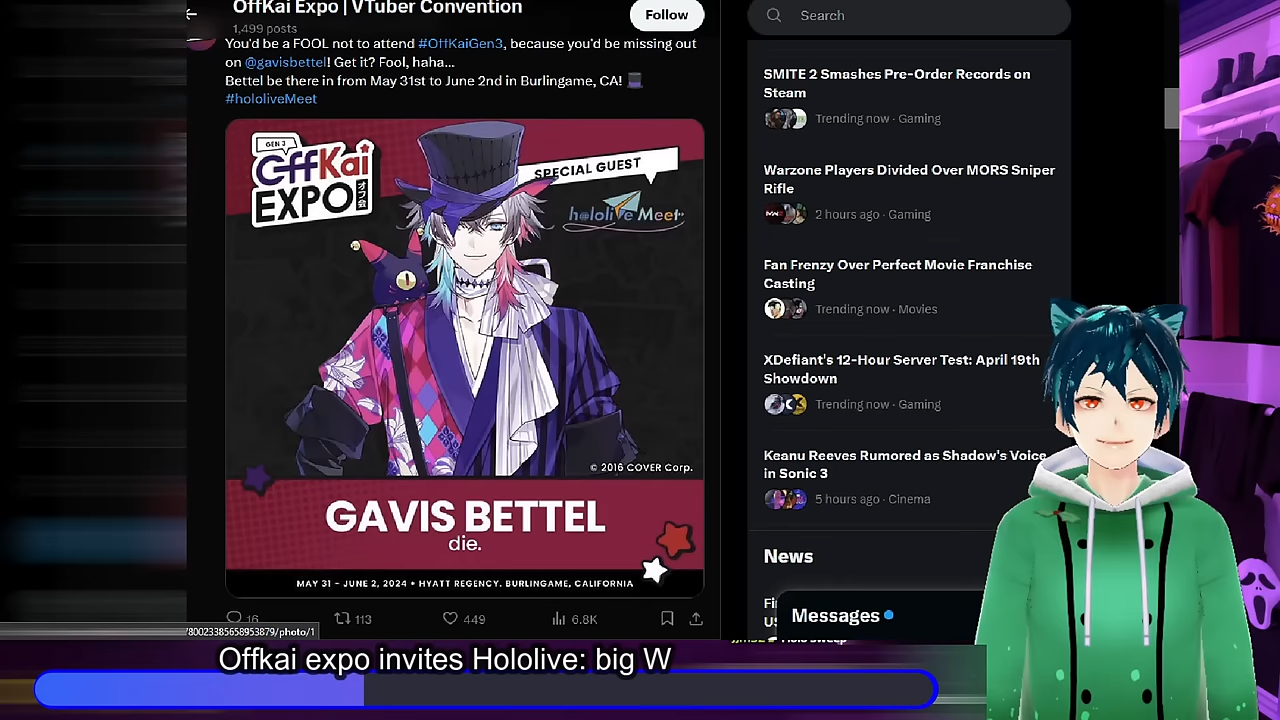 OffKai Expo | VTuber Convention
1,499 posts
Follow
You'd be a FOOL not to attend #OffKaiGen3, because you'd be missing out
on @gavisbettel! Get it? Fool, haha...
Bettel be there in from May 31st to June 2nd in Burlingame, CA!
#hololiveMeet
GEN 3
OffKai
EXPO
オフ会
SPECIAL GUEST
hololive Meet
© 2016 COVER Corp.
GAVIS BETTEL
die.
MAY 31 - JUNE 2, 2024 • HYATT REGENCY. BURLINGAME, CALIFORNIA
16
113
449
6.8K
780023385658953879/photo/1
Search
SMITE 2 Smashes Pre-Order Records on
Steam
Trending now · Gaming
Warzone Players Divided Over MORS Sniper
Rifle
2 hours ago · Gaming
Fan Frenzy Over Perfect Movie Franchise
Casting
Trending now · Movies
XDefiant's 12-Hour Server Test: April 19th
Showdown
Trending now · Gaming
Keanu Reeves Rumored as Shadow's Voice
in Sonic 3
5 hours ago · Cinema
News
Messages
Offkai expo invites Hololive: big W